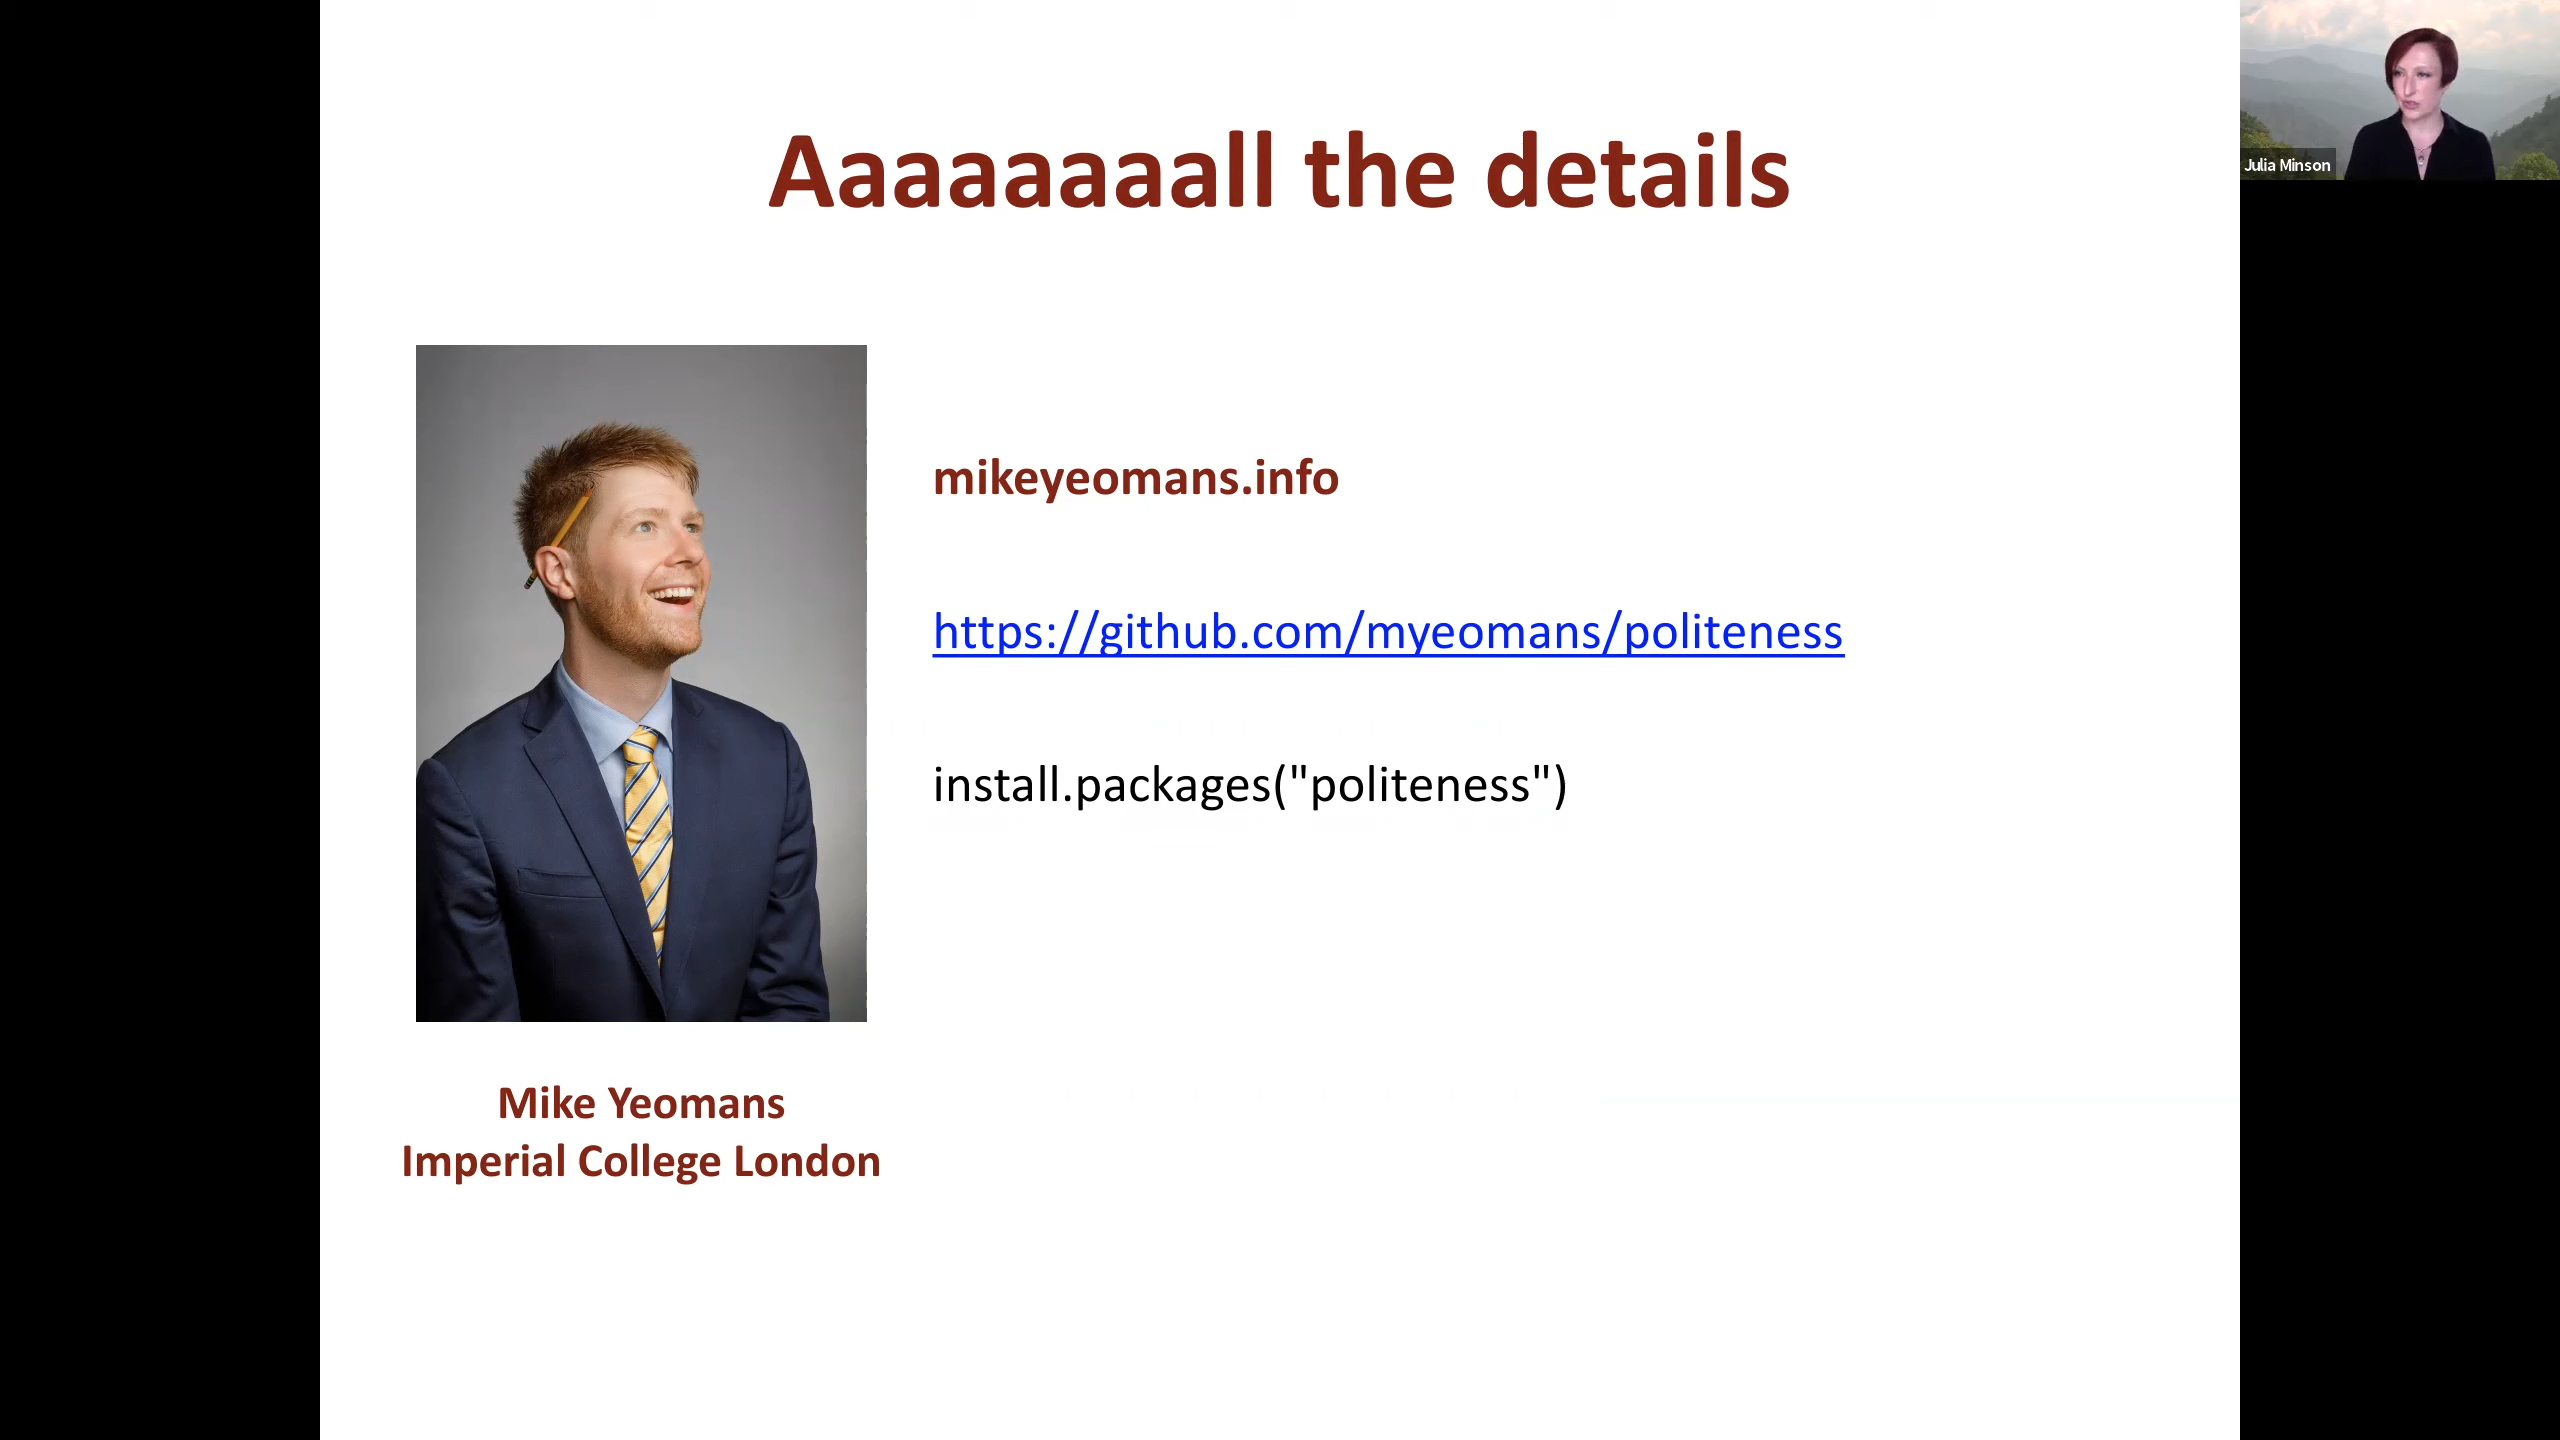 Aaaaaaaall the details
Julia Minson
mikeyeomans.info
https://github.com/myeomans/politeness
install.packages("politeness")
Mike Yeomans
Imperial College London